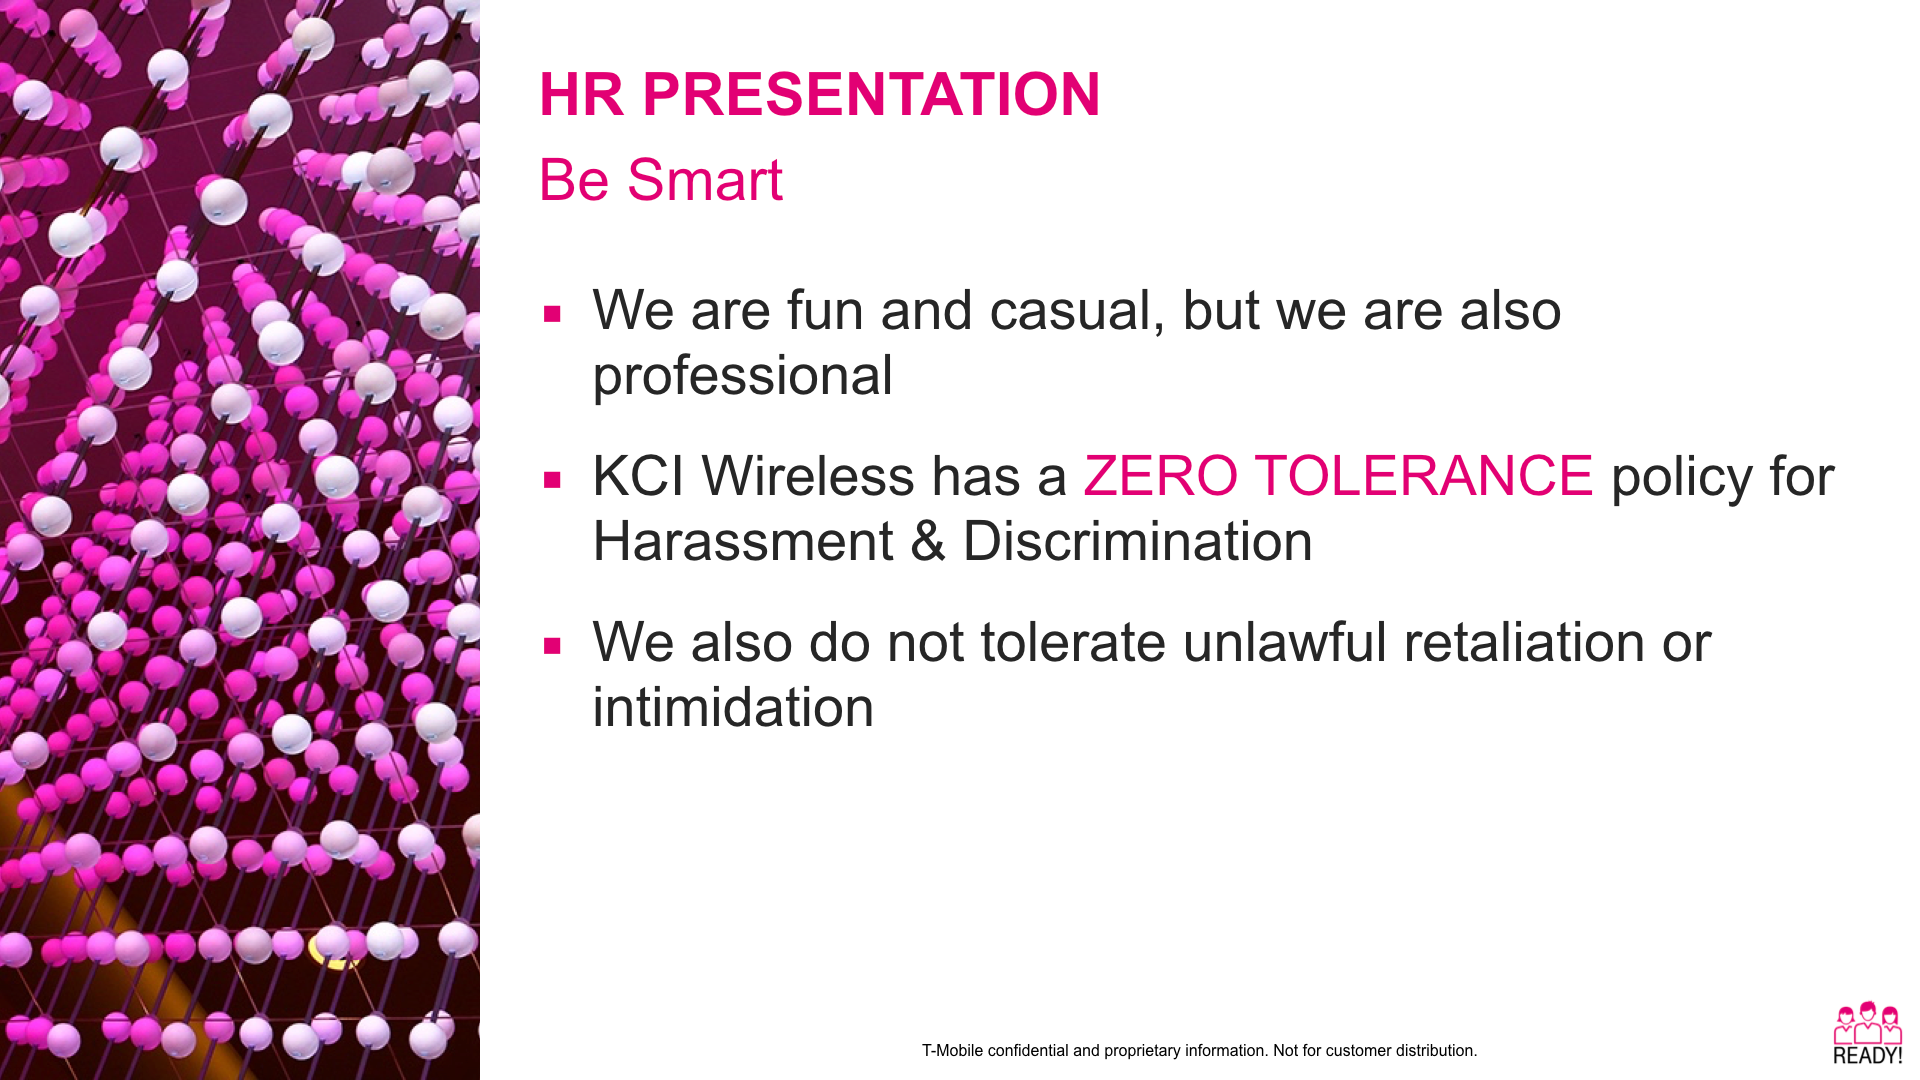 HR PRESENTATION
Be Smart
We are fun and casual, but we are also
professional
KCI Wireless has a ZERO TOLERANCE policy for
Harassment & Discrimination
We also do not tolerate unlawful retaliation or
intimidation
T-Mobile confidential and proprietary information. Not for customer distribution.
READY!